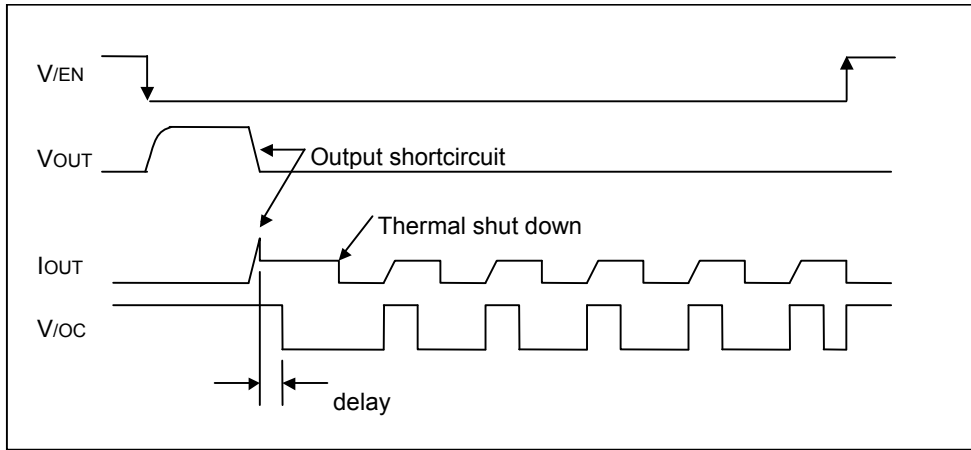 V/EN
VOUT
Output shortcircuit
Thermal shut down
IOUT
V/OC
delay